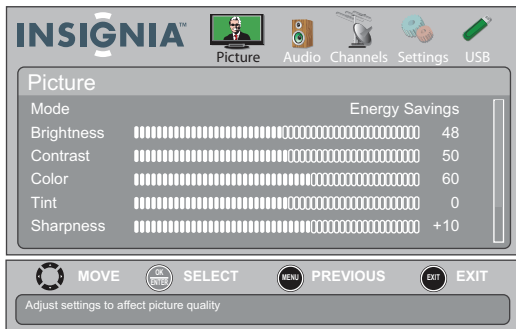 INSIGNIA™
Picture Audio Channels Settings USB
Picture
Mode Energy Savings
Brightness 48
Contrast 50
Color 60
Tint 0
Sharpness +10
MOVE OK ENTER SELECT MENU PREVIOUS EXIT EXIT
Adjust settings to affect picture quality